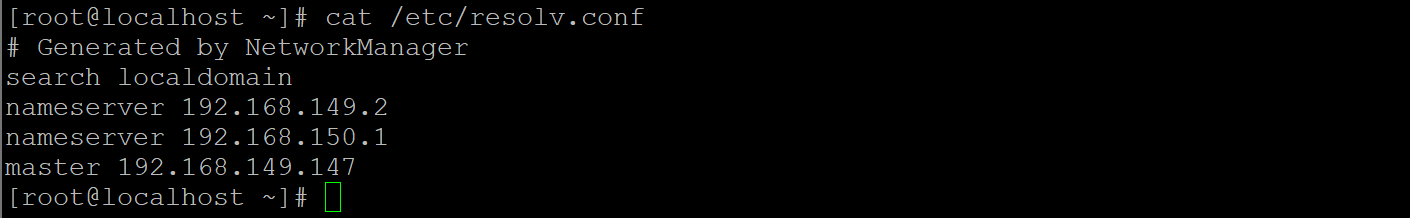 [root@localhost ~]# cat /etc/resolv.conf
# Generated by NetworkManager
search localdomain
nameserver 192.168.149.2
nameserver 192.168.150.1
master 192.168.149.147
[root@localhost ~]#